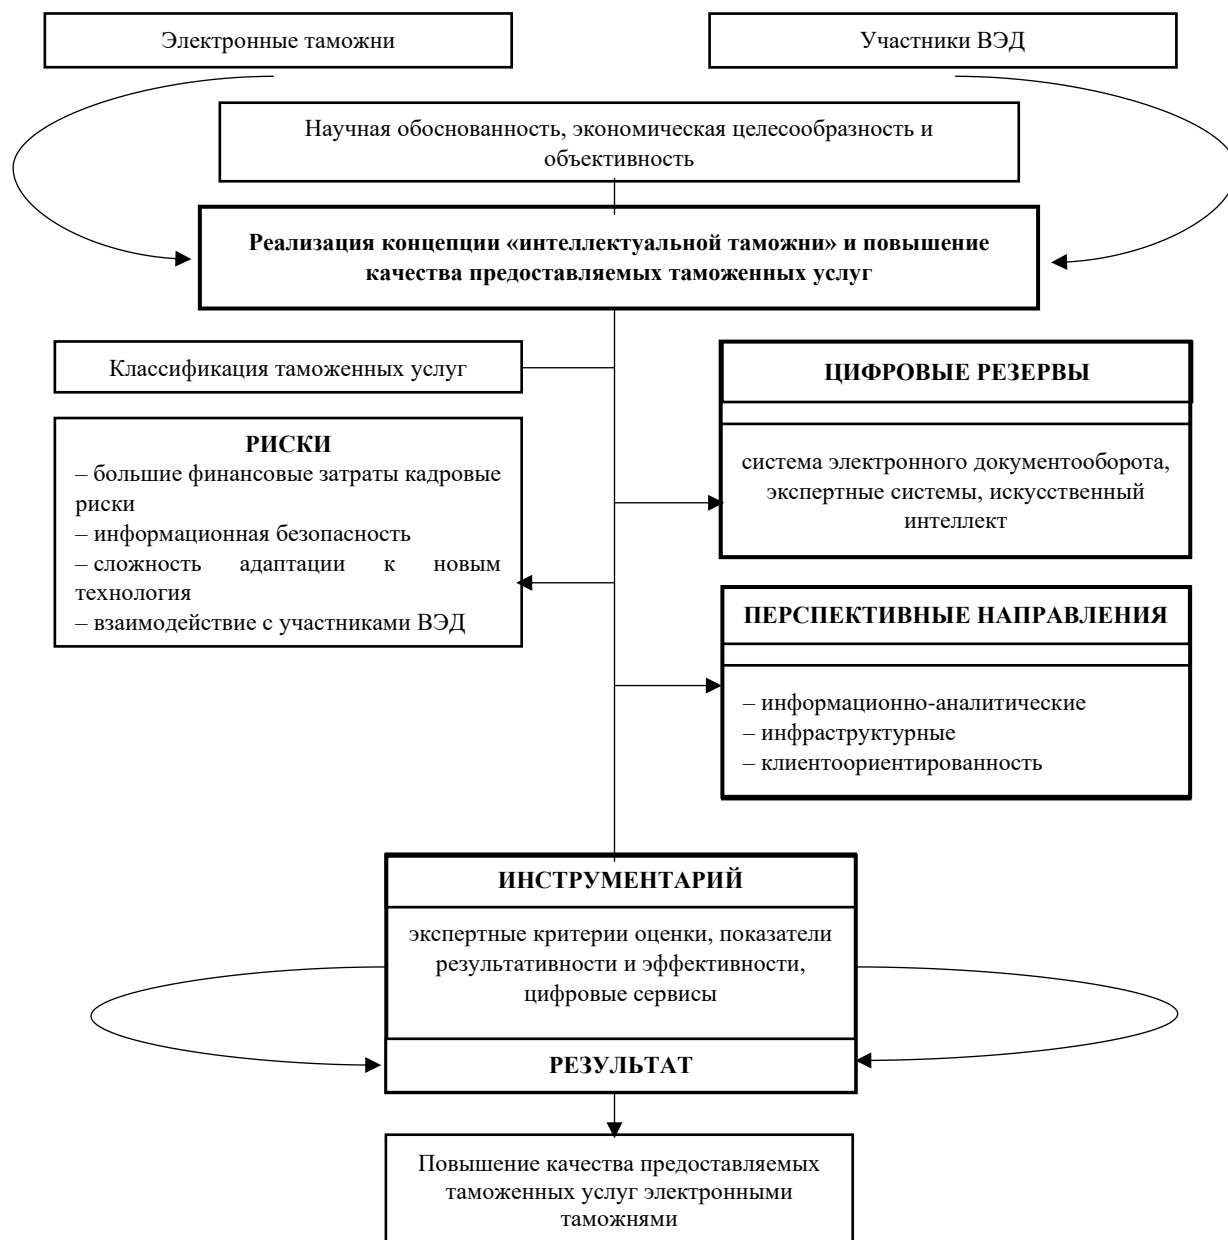 Электронные таможни
Участники ВЭД
Научная обоснованность, экономическая целесообразность и
объективность
Реализация концепции «интеллектуальной таможни» и повышение
качества предоставляемых таможенных услуг
Классификация таможенных услуг
РИСКИ
– большие финансовые затраты кадровые
риски
– информационная безопасность
– сложность адаптации к новым
технология
– взаимодействие с участниками ВЭД
ЦИФРОВЫЕ РЕЗЕРВЫ
система электронного документооборота,
экспертные системы, искусственный
интеллект
ПЕРСПЕКТИВНЫЕ НАПРАВЛЕНИЯ
– информационно-аналитические
– инфраструктурные
– клиентоориентированность
ИНСТРУМЕНТАРИЙ
экспертные критерии оценки, показатели
результативности и эффективности,
цифровые сервисы
РЕЗУЛЬТАТ
Повышение качества предоставляемых
таможенных услуг электронными
таможнями